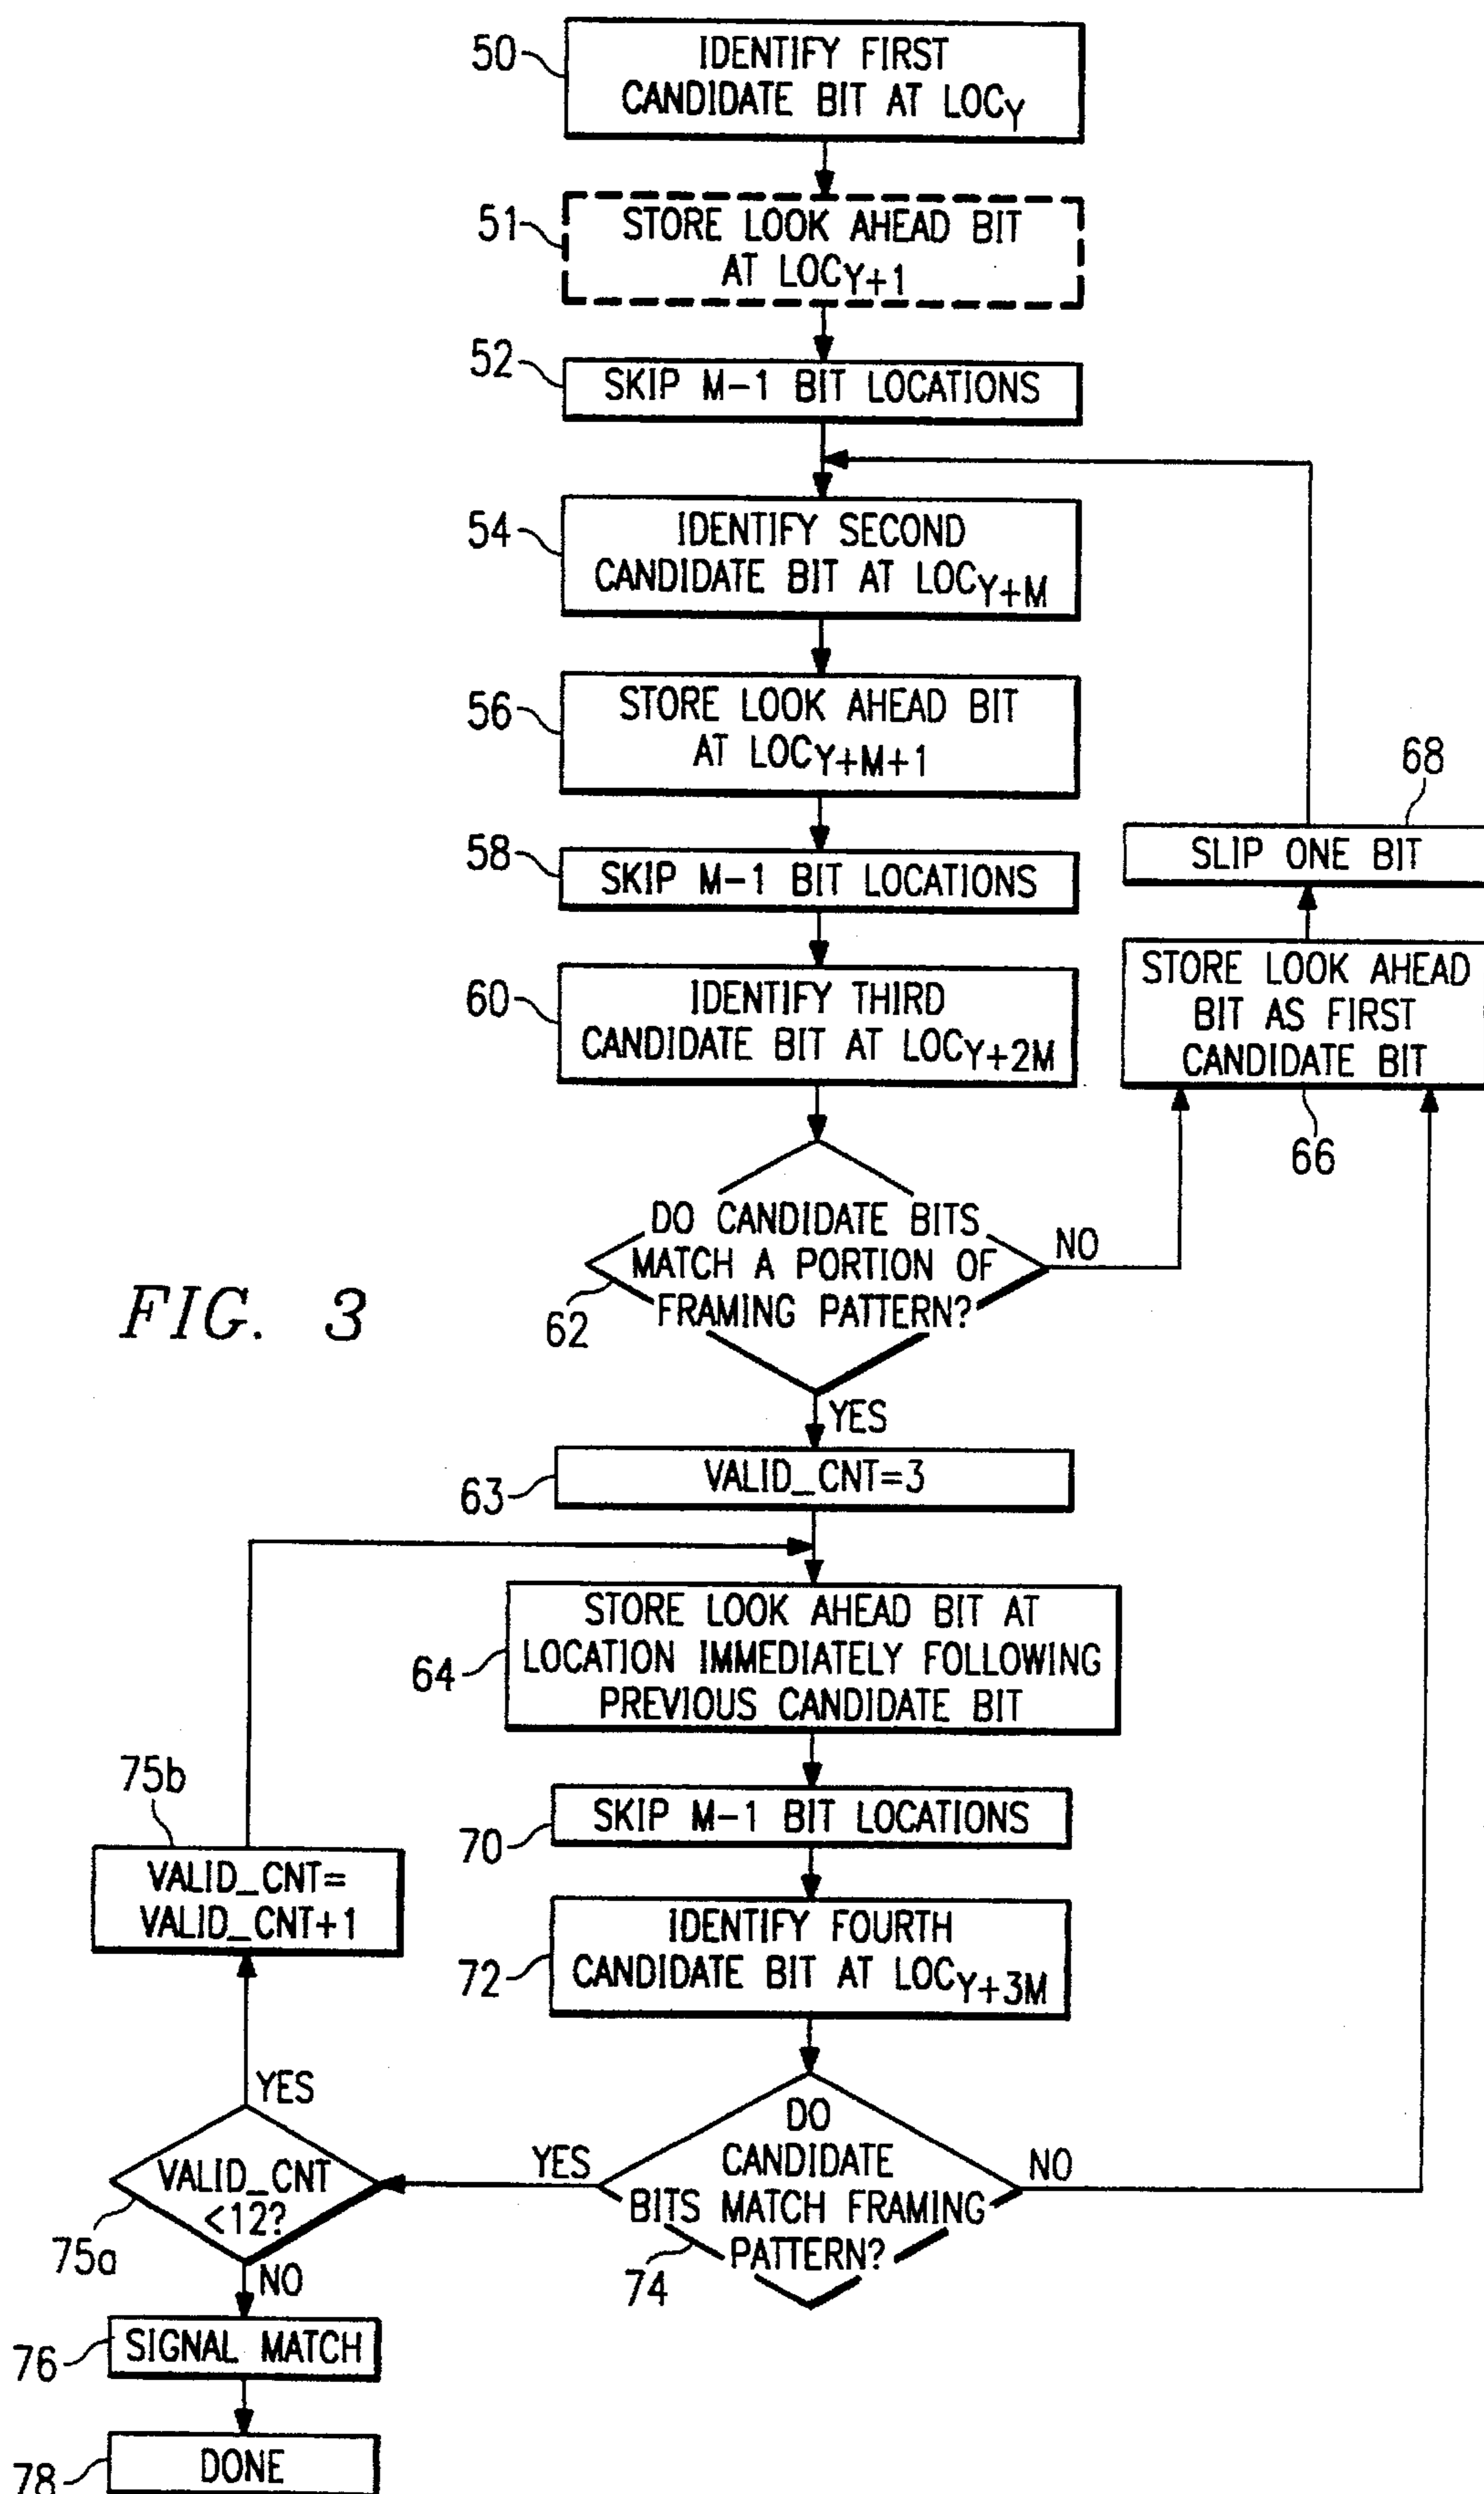 50
IDENTIFY FIRST
CANDIDATE BIT AT LOCY
51
STORE LOOK AHEAD BIT
AT LOCY+1
52
SKIP M-1 BIT LOCATIONS
54
IDENTIFY SECOND
CANDIDATE BIT AT LOCY+M
56
STORE LOOK AHEAD BIT
AT LOCY+M+1
68
58
SKIP M-1 BIT LOCATIONS
SLIP ONE BIT
60
IDENTIFY THIRD
CANDIDATE BIT AT LOCY+2M
STORE LOOK AHEAD
BIT AS FIRST
CANDIDATE BIT
66
DO CANDIDATE BITS
MATCH A PORTION OF
FRAMING PATTERN?
NO
62
FIG. 3
YES
63
VALID_CNT=3
64
STORE LOOK AHEAD BIT AT
LOCATION IMMEDIATELY FOLLOWING
PREVIOUS CANDIDATE BIT
75b
70
SKIP M-1 BIT LOCATIONS
VALID_CNT=
VALID_CNT+1
72
IDENTIFY FOURTH
CANDIDATE BIT AT LOCY+3M
YES
DO
CANDIDATE
BITS MATCH FRAMING
PATTERN?
YES
NO
74
VALID_CNT
<12?
75a
NO
76
SIGNAL MATCH
78
DONE